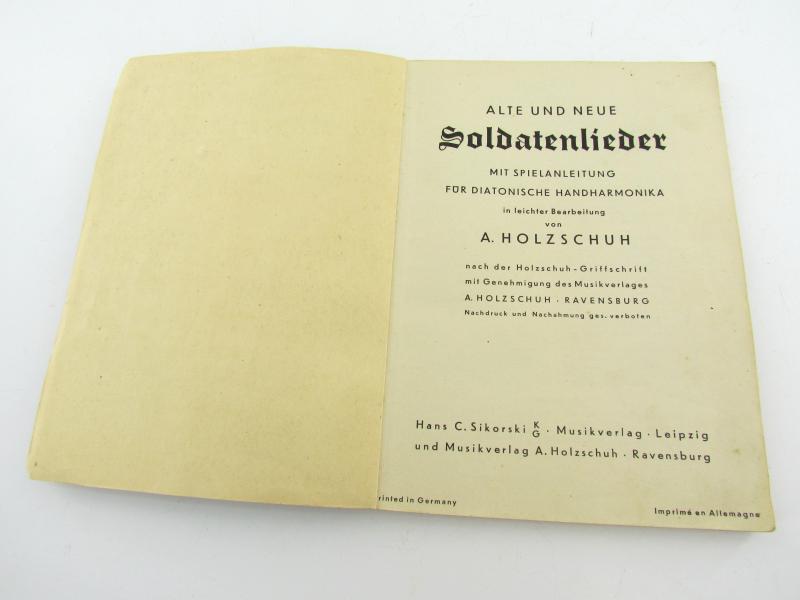 ALTE UND NEUE
Soldatenlieder
MIT SPIELANLEITUNG
FÜR DIATONISCHE HANDHARMONIKA
in leichter Bearbeitung
von
A. HOLZSCHUH
nach der Holzschuh-Griffschrift
mit Genehmigung des Musikverlages
A. HOLZSCHUH · RAVENSBURG
Nachdruck und Nachahmung ges. verboten
Hans C. Sikorski KG · Musikverlag · Leipzig
und Musikverlag A. Holzschuh · Ravensburg
rinted in Germany
Imprimé en Allemagne